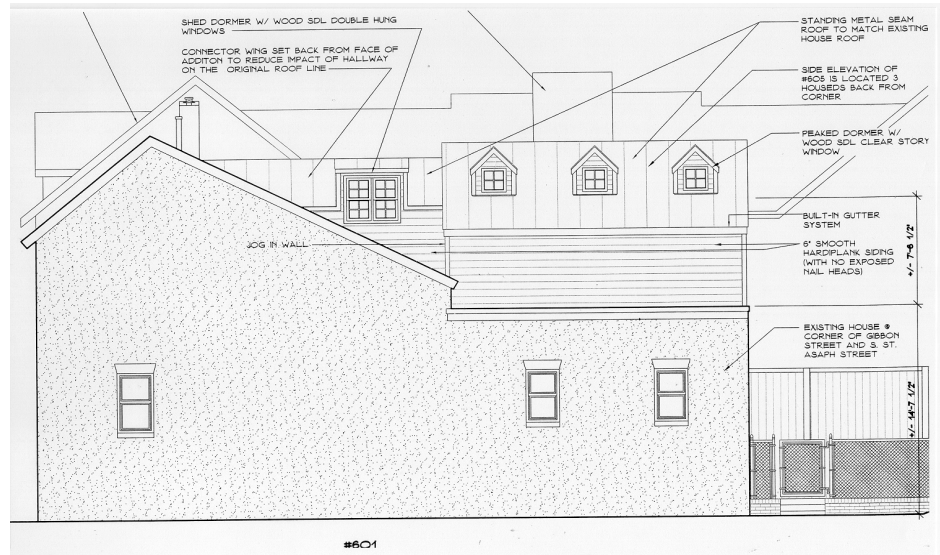 SHED DORMER W/ WOOD SDL DOUBLE HUNG
WINDOWS
CONNECTOR WING SET BACK FROM FACE OF
ADDITON TO REDUCE IMPACT OF HALLWAY
ON THE ORIGINAL ROOF LINE
STANDING METAL SEAM
ROOF TO MATCH EXISTING
HOUSE ROOF
SIDE ELEVATION OF
#605 IS LOCATED 3
HOUSEDS BACK FROM
CORNER
PEAKED DORMER W/
WOOD SDL CLEAR STORY
WINDOW
BUILT-IN GUTTER
SYSTEM
JOG IN WALL
6" SMOOTH
HARDIPLANK SIDING
(WITH NO EXPOSED
NAIL HEADS)
+/- 7'-8 1/2"
EXISTING HOUSE @
CORNER OF GIBBON
STREET AND S. ST.
ASAPH STREET
+/- 14'-7 1/2"
#601